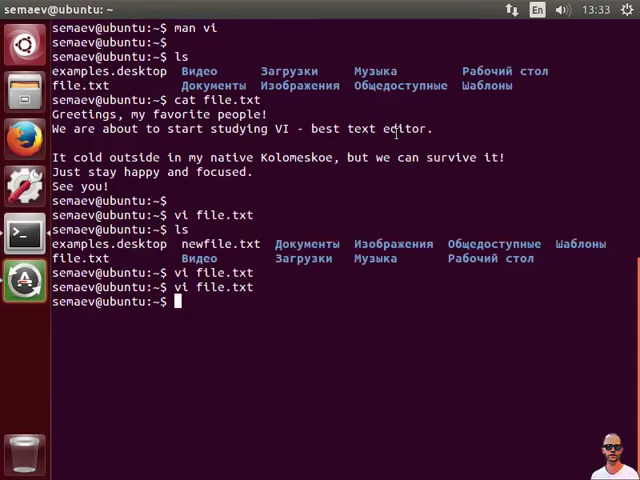 semaev@ubuntu: ~
En
13:33
semaev@ubuntu:~$ man vi
semaev@ubuntu:~$
semaev@ubuntu:~$ ls
examples.desktop Видео Загрузки Музыка Рабочий стол
file.txt Документы Изображения Общедоступные Шаблоны
semaev@ubuntu:~$ cat file.txt
Greetings, my favorite people!
We are about to start studying VI - best text editor.
It cold outside in my native Kolomeskoe, but we can survive it!
Just stay happy and focused.
See you!
semaev@ubuntu:~$
semaev@ubuntu:~$ vi file.txt
semaev@ubuntu:~$ ls
examples.desktop newfile.txt Документы Изображения Общедоступные Шаблоны
file.txt Видео Загрузки Музыка Рабочий стол
semaev@ubuntu:~$ vi file.txt
semaev@ubuntu:~$ vi file.txt
semaev@ubuntu:~$